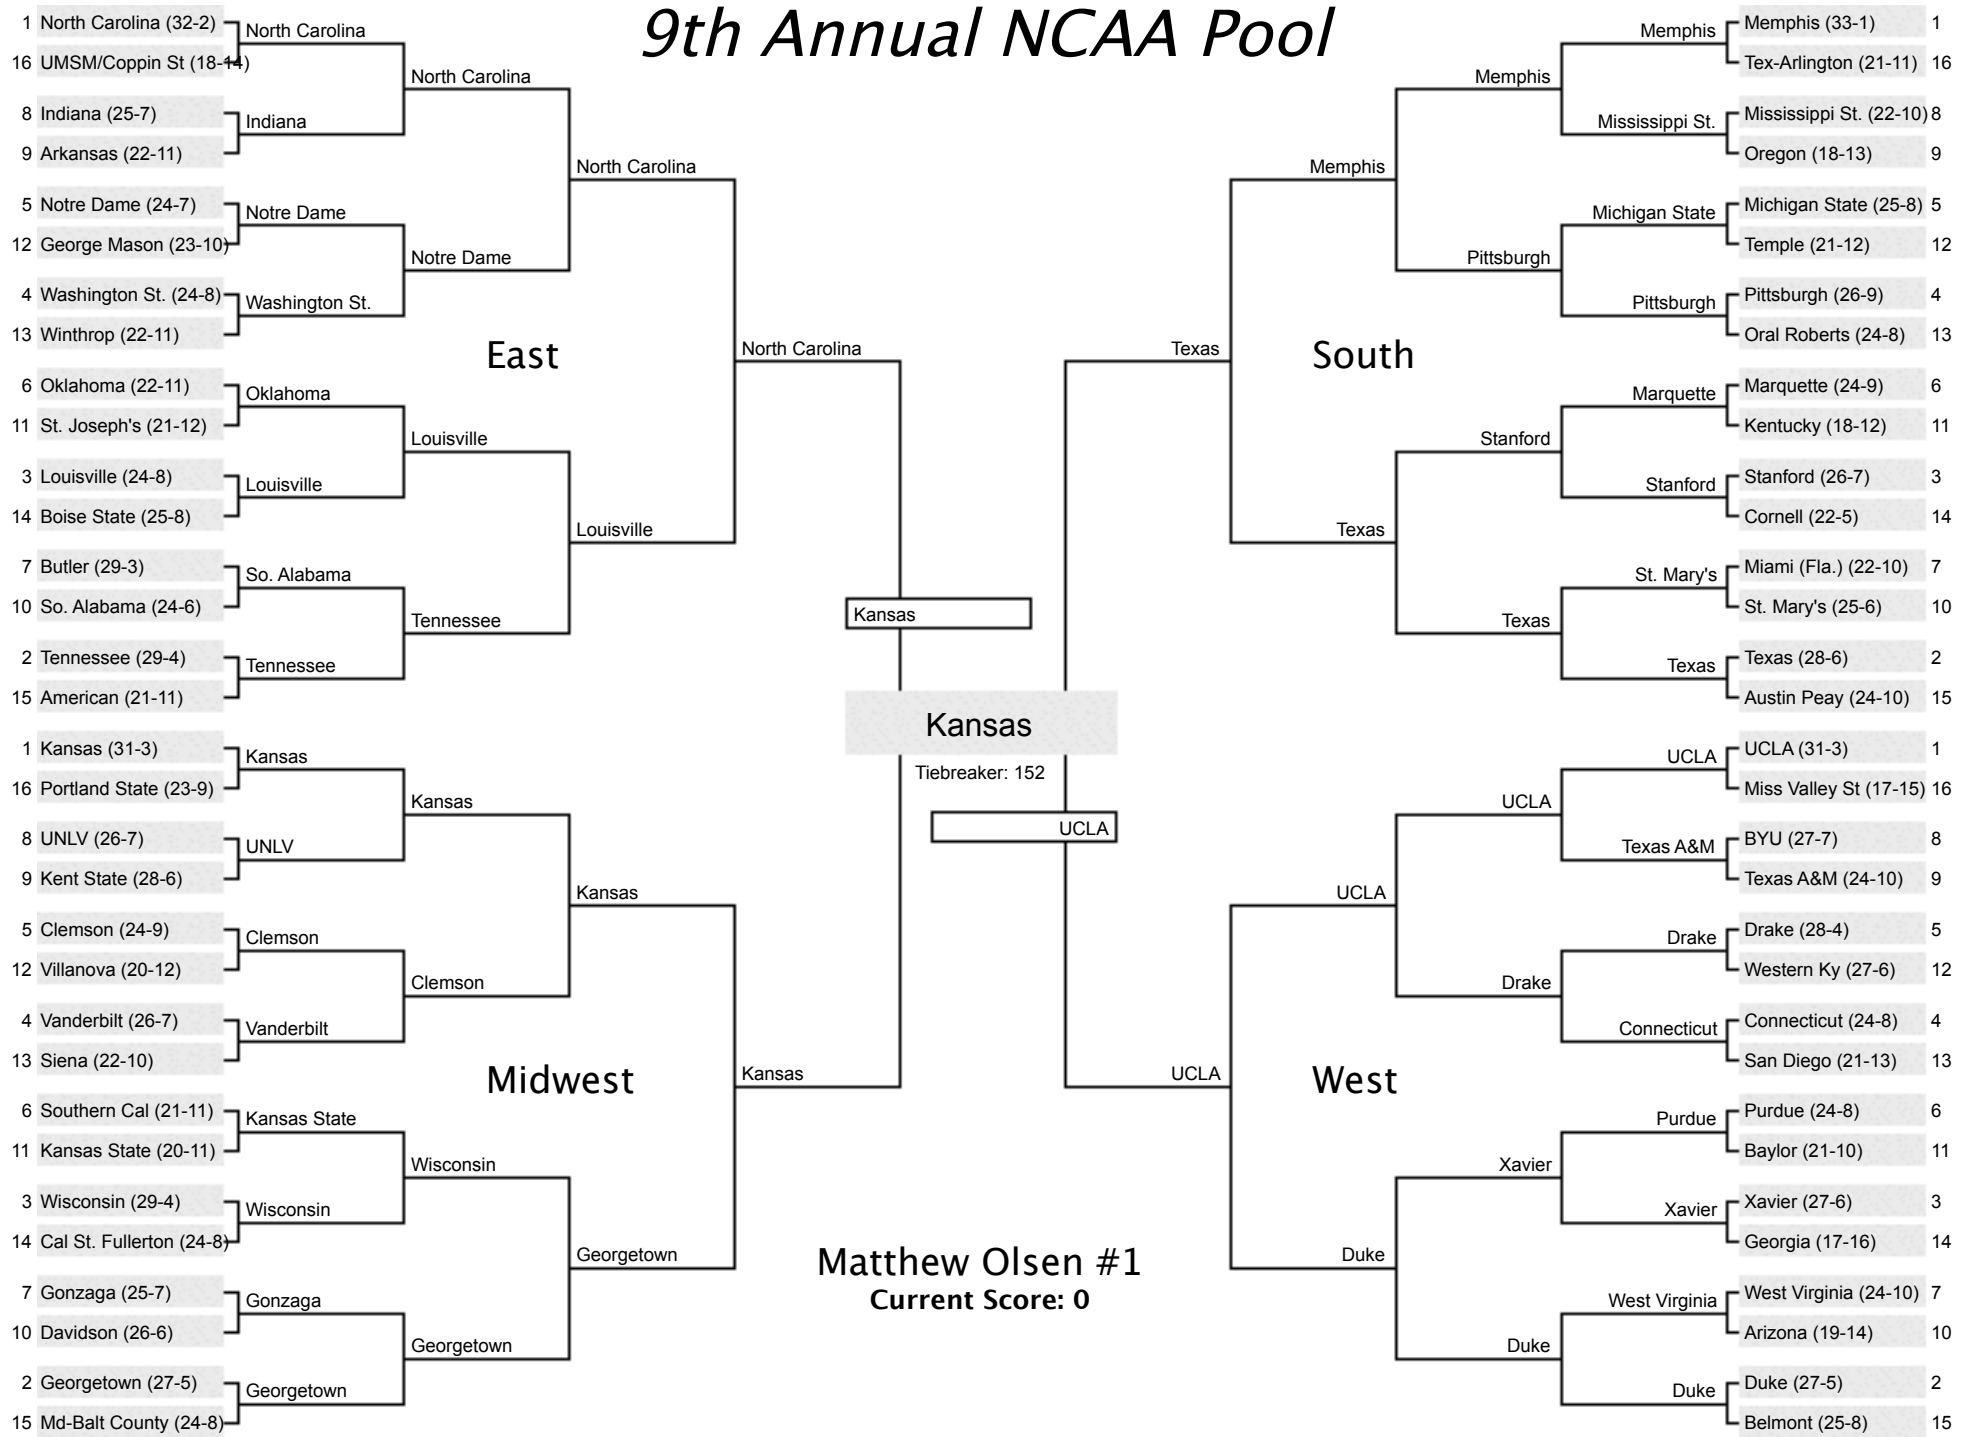 9th Annual NCAA Pool
1 North Carolina (32-2)
16 UMSM/Coppin St (18-14)
8 Indiana (25-7)
9 Arkansas (22-11)
5 Notre Dame (24-7)
12 George Mason (23-10)
4 Washington St. (24-8)
13 Winthrop (22-11)
6 Oklahoma (22-11)
11 St. Joseph's (21-12)
3 Louisville (24-8)
14 Boise State (25-8)
7 Butler (29-3)
10 So. Alabama (24-6)
2 Tennessee (29-4)
15 American (21-11)
North Carolina
Indiana
Notre Dame
Washington St.
Oklahoma
Louisville
So. Alabama
Tennessee
North Carolina
Notre Dame
Louisville
Tennessee
North Carolina
Louisville
East
North Carolina
1 Kansas (31-3)
16 Portland State (23-9)
8 UNLV (26-7)
9 Kent State (28-6)
5 Clemson (24-9)
12 Villanova (20-12)
4 Vanderbilt (26-7)
13 Siena (22-10)
6 Southern Cal (21-11)
11 Kansas State (20-11)
3 Wisconsin (29-4)
14 Cal St. Fullerton (24-8)
7 Gonzaga (25-7)
10 Davidson (26-6)
2 Georgetown (27-5)
15 Md-Balt County (24-8)
Kansas
UNLV
Clemson
Vanderbilt
Kansas State
Wisconsin
Gonzaga
Georgetown
Kansas
Clemson
Wisconsin
Georgetown
Kansas
Georgetown
Midwest
Kansas
Kansas
Kansas
Tiebreaker: 152
UCLA
Matthew Olsen #1
Current Score: 0
Memphis (33-1) 1
Tex-Arlington (21-11) 16
Mississippi St. (22-10) 8
Oregon (18-13) 9
Michigan State (25-8) 5
Temple (21-12) 12
Pittsburgh (26-9) 4
Oral Roberts (24-8) 13
Marquette (24-9) 6
Kentucky (18-12) 11
Stanford (26-7) 3
Cornell (22-5) 14
Miami (Fla.) (22-10) 7
St. Mary's (25-6) 10
Texas (28-6) 2
Austin Peay (24-10) 15
Memphis
Mississippi St.
Michigan State
Pittsburgh
Marquette
Stanford
St. Mary's
Texas
Memphis
Pittsburgh
Stanford
Texas
Memphis
Texas
South
Texas
UCLA (31-3) 1
Miss Valley St (17-15) 16
BYU (27-7) 8
Texas A&M (24-10) 9
Drake (28-4) 5
Western Ky (27-6) 12
Connecticut (24-8) 4
San Diego (21-13) 13
Purdue (24-8) 6
Baylor (21-10) 11
Xavier (27-6) 3
Georgia (17-16) 14
West Virginia (24-10) 7
Arizona (19-14) 10
Duke (27-5) 2
Belmont (25-8) 15
UCLA
Texas A&M
Drake
Connecticut
Purdue
Xavier
West Virginia
Duke
UCLA
Drake
Xavier
Duke
UCLA
Duke
West
UCLA